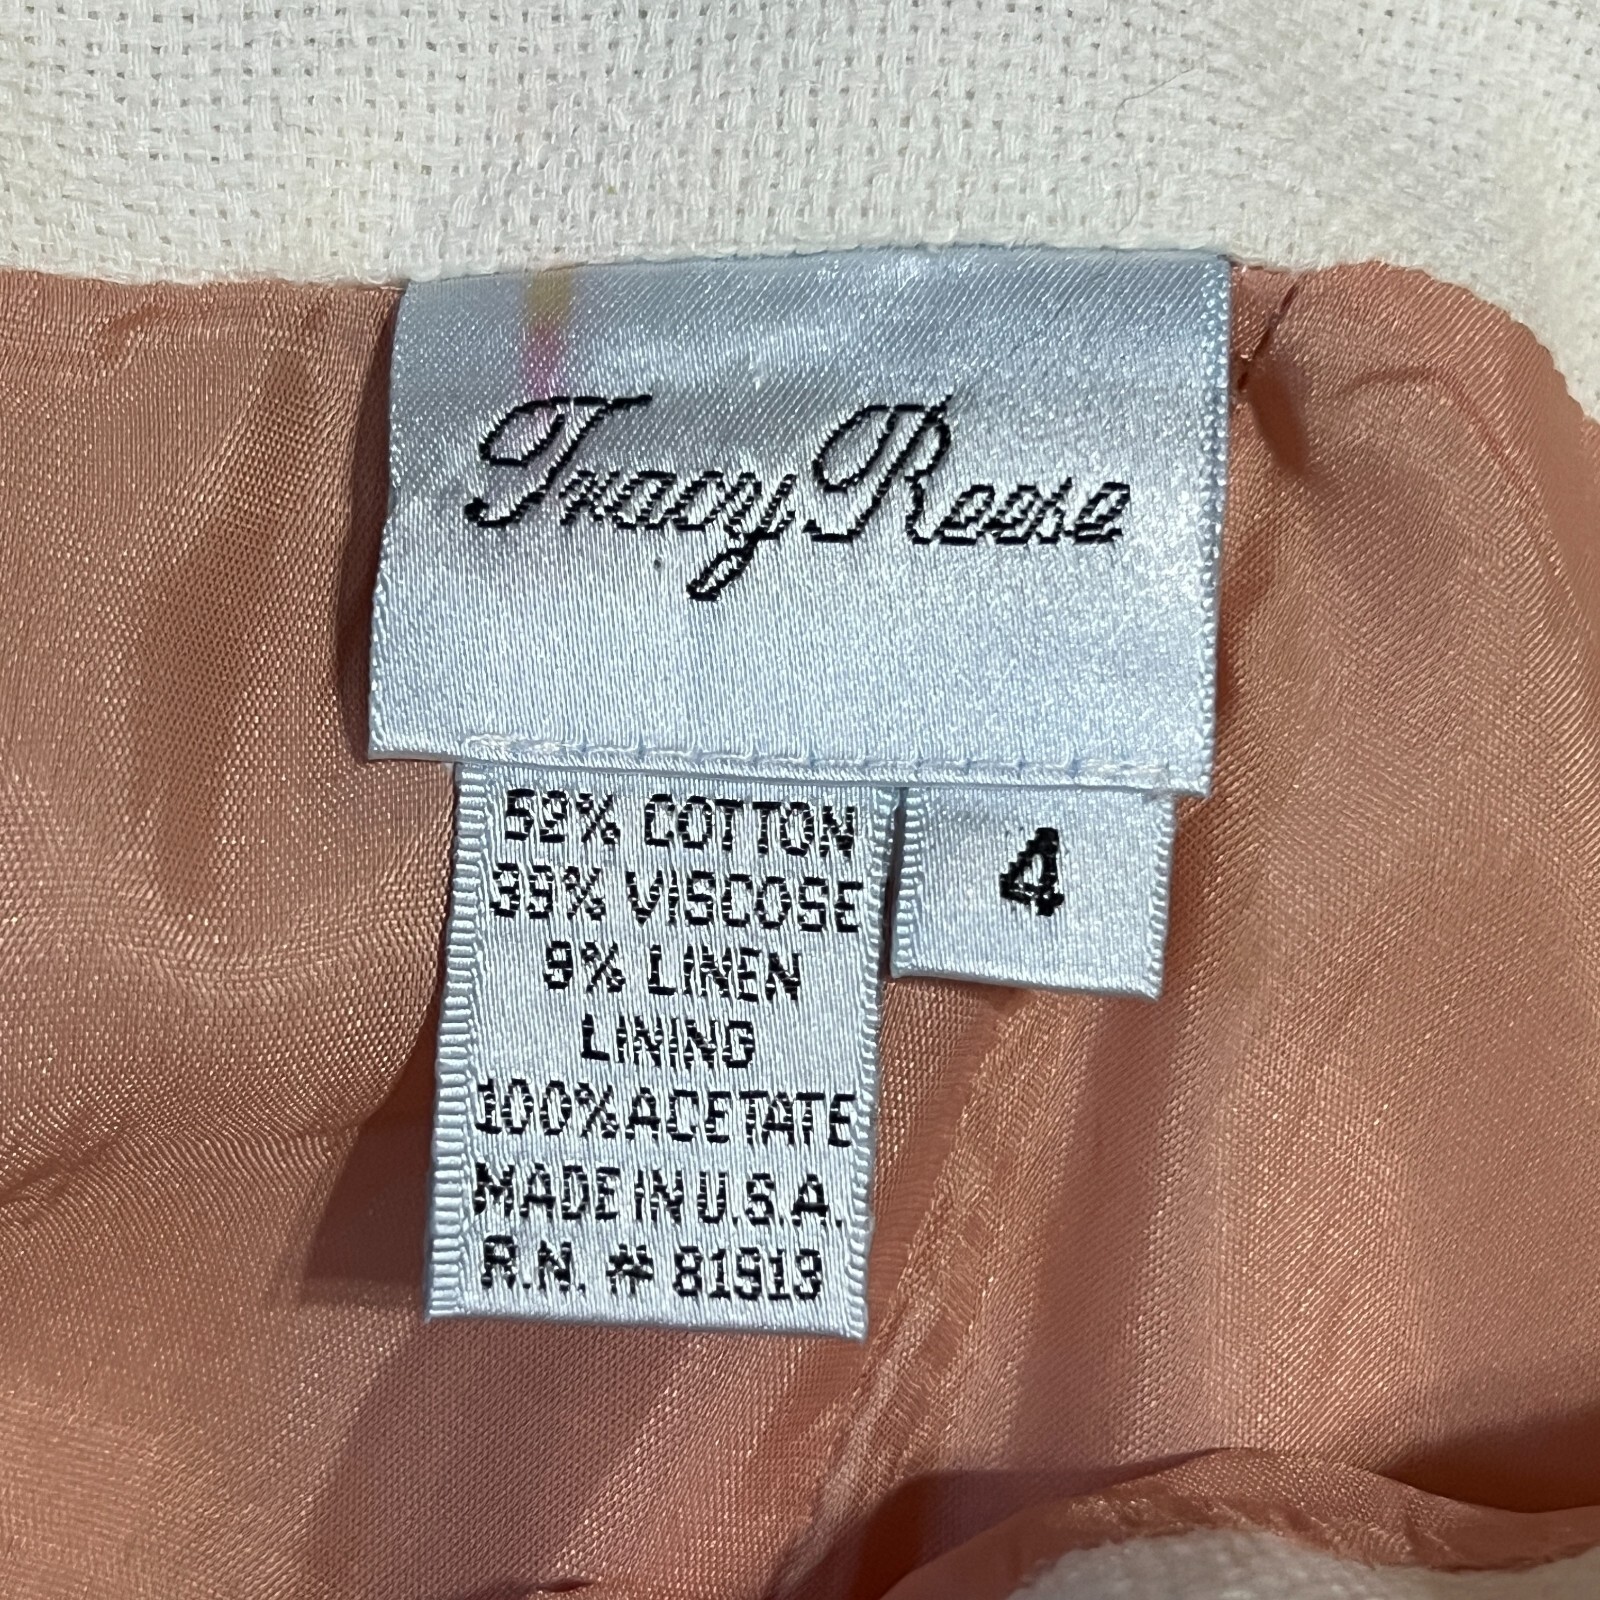 Tracy Reese
52% COTTON
39% VISCOSE
9% LINEN
LINING
100% ACETATE
MADE IN U.S.A.
R.N. # 81913
4